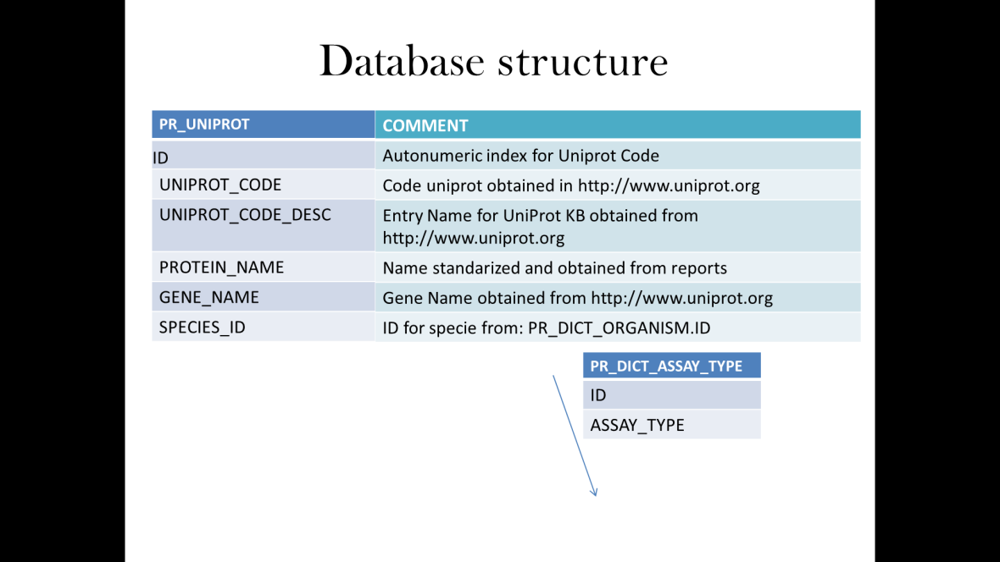 Database structure
PR_UNIPROT COMMENT
ID Autonumeric index for Uniprot Code
UNIPROT_CODE Code uniprot obtained in http://www.uniprot.org
UNIPROT_CODE_DESC Entry Name for UniProt KB obtained from
http://www.uniprot.org
PROTEIN_NAME Name standarized and obtained from reports
GENE_NAME Gene Name obtained from http://www.uniprot.org
SPECIES_ID ID for specie from: PR_DICT_ORGANISM.ID
PR_DICT_ASSAY_TYPE
ID
ASSAY_TYPE